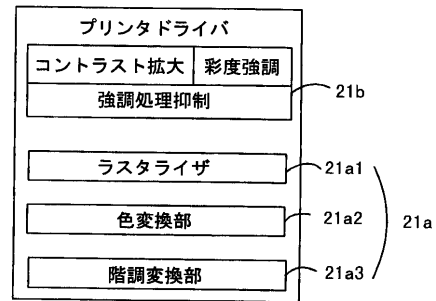 プリンタドライバ
コントラスト拡大 彩度強調
強調処理抑制 21b
ラスタライザ 21a1
色変換部 21a2 21a
階調変換部 21a3